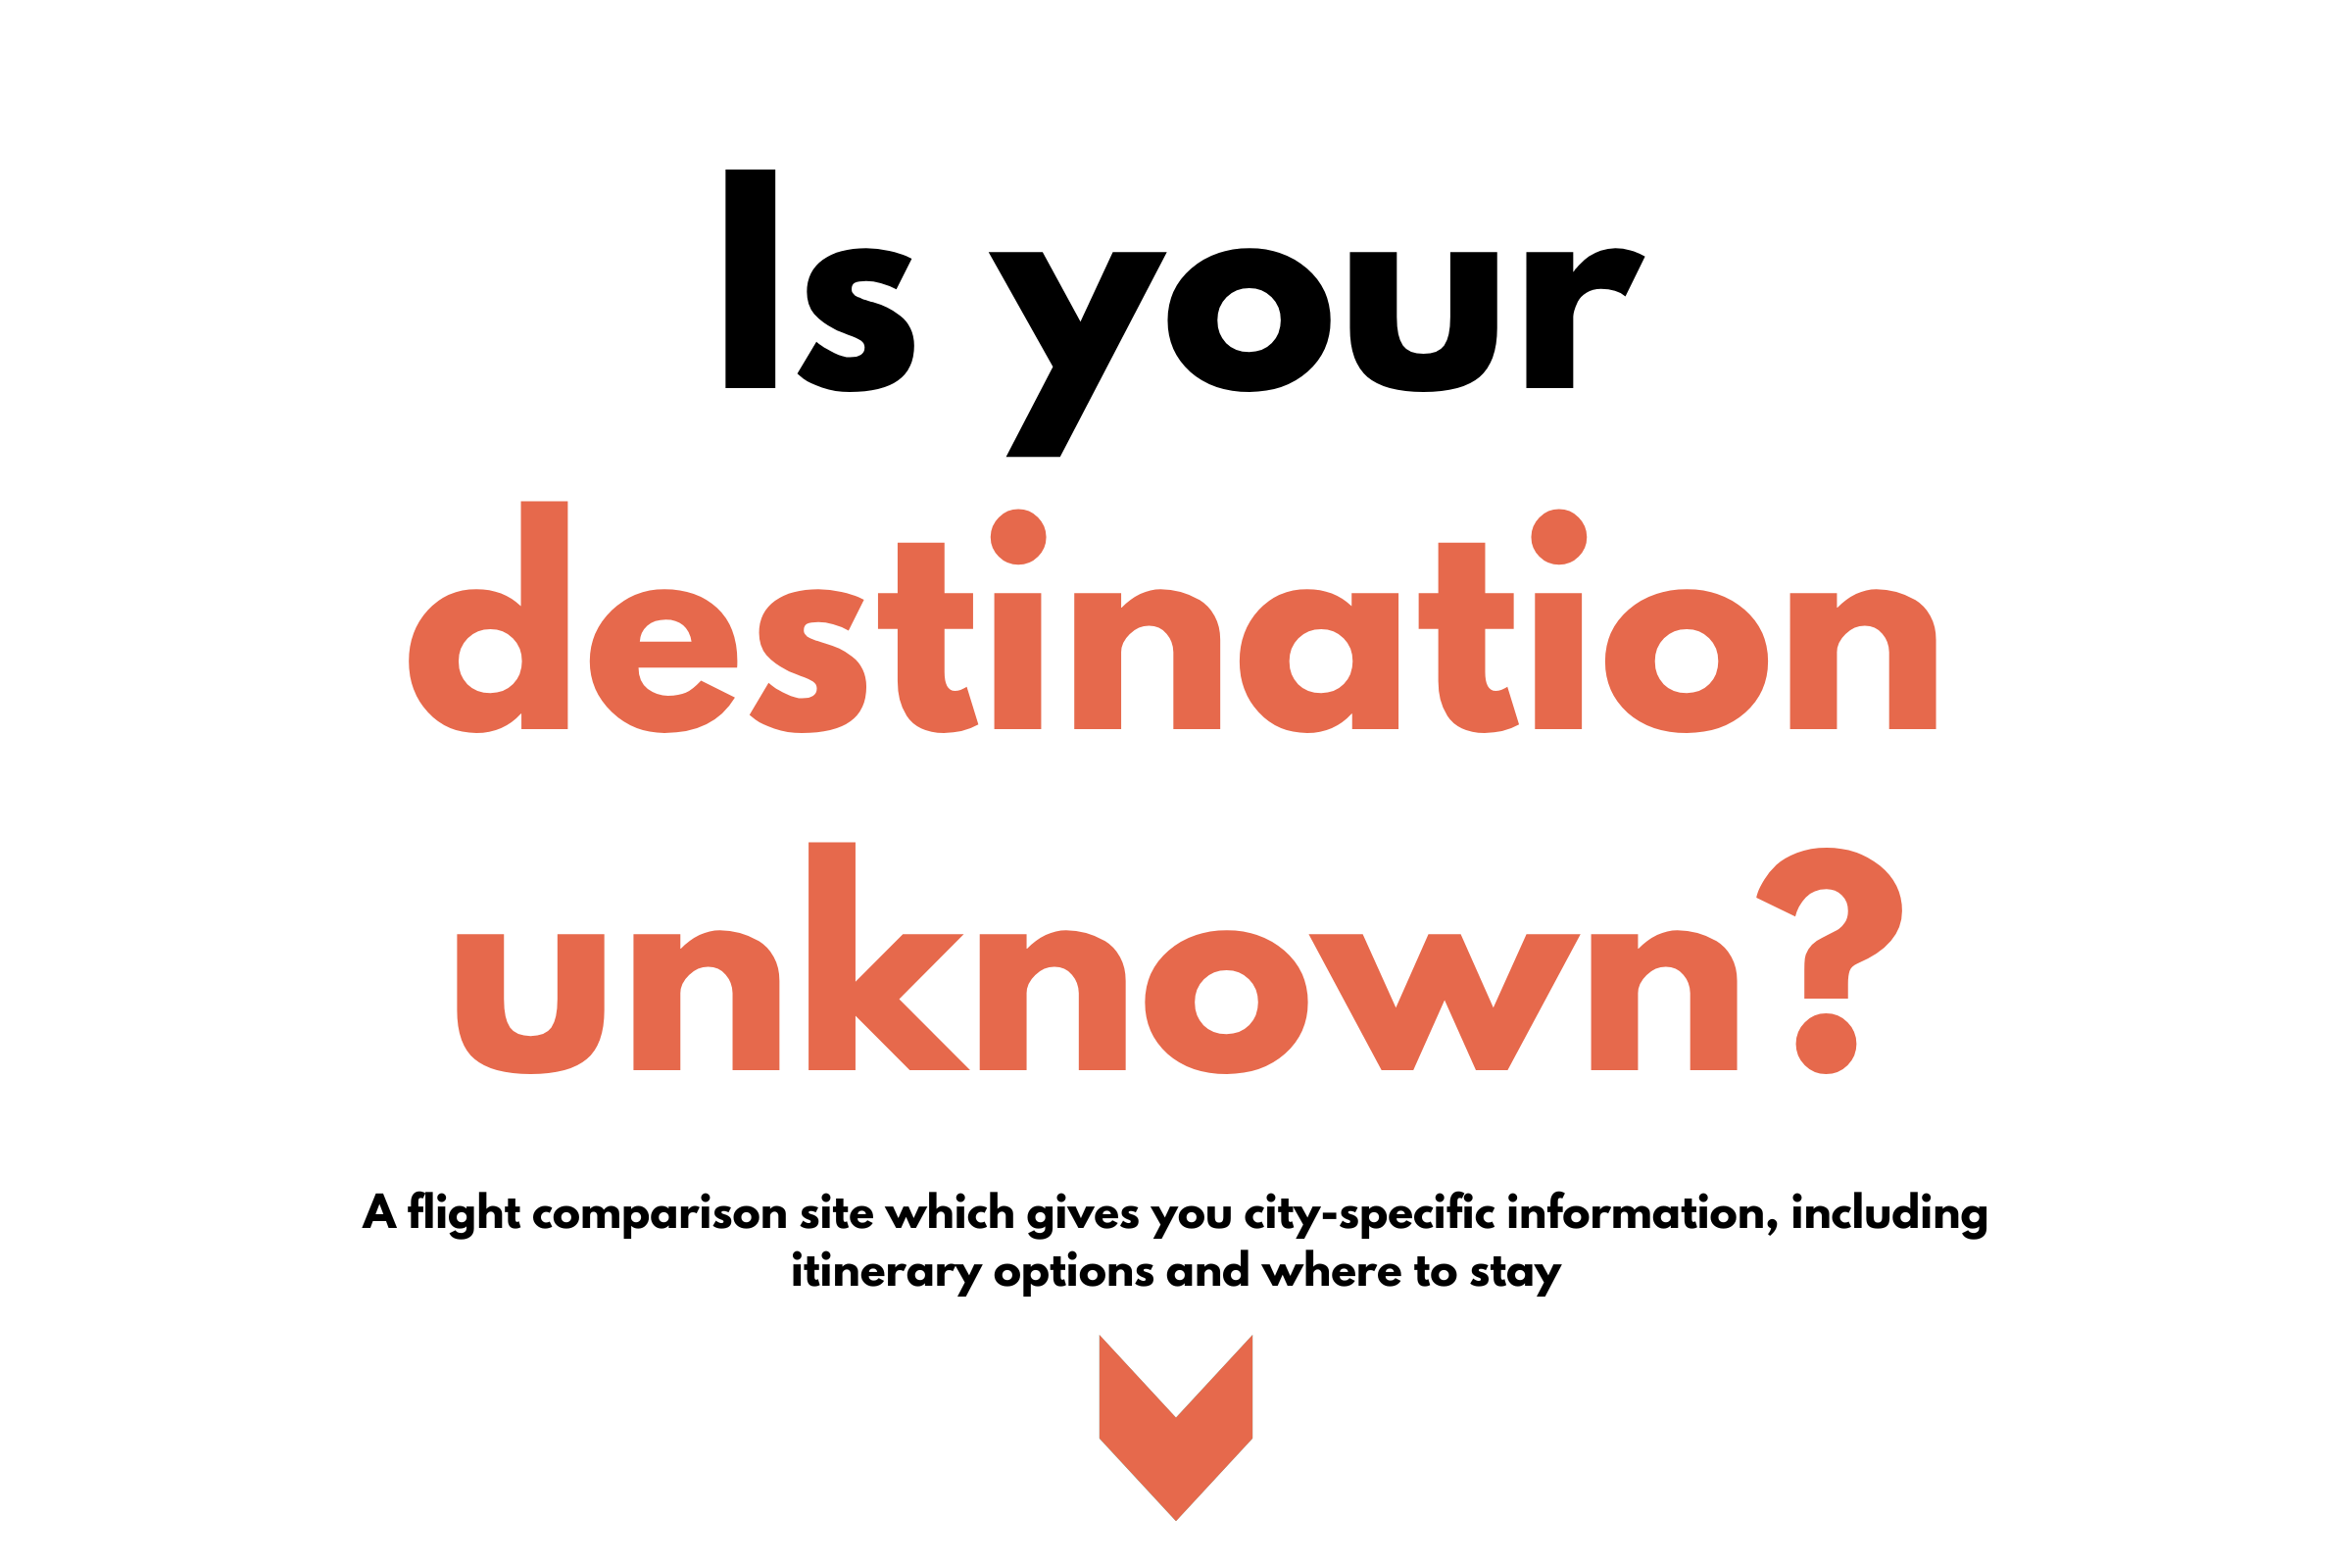 Is your
destination
unknown?
A flight comparison site which gives you city-specific information, including
itinerary options and where to stay